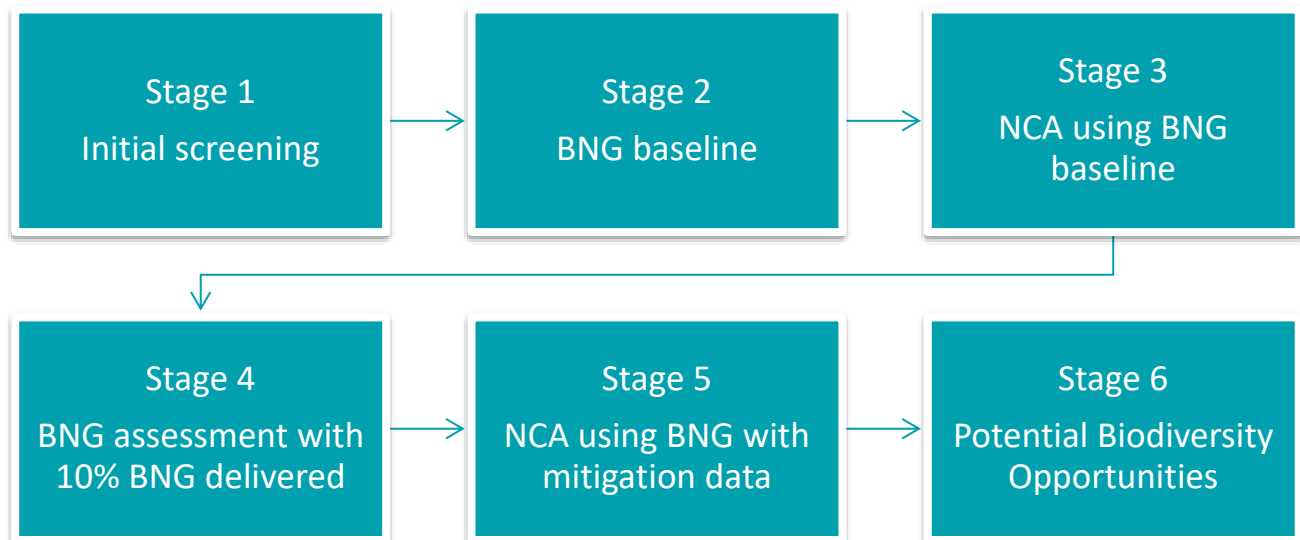 Stage 1
Initial screening
Stage 2
BNG baseline
Stage 3
NCA using BNG
baseline
Stage 4
BNG assessment with
10% BNG delivered
Stage 5
NCA using BNG with
mitigation data
Stage 6
Potential Biodiversity
Opportunities